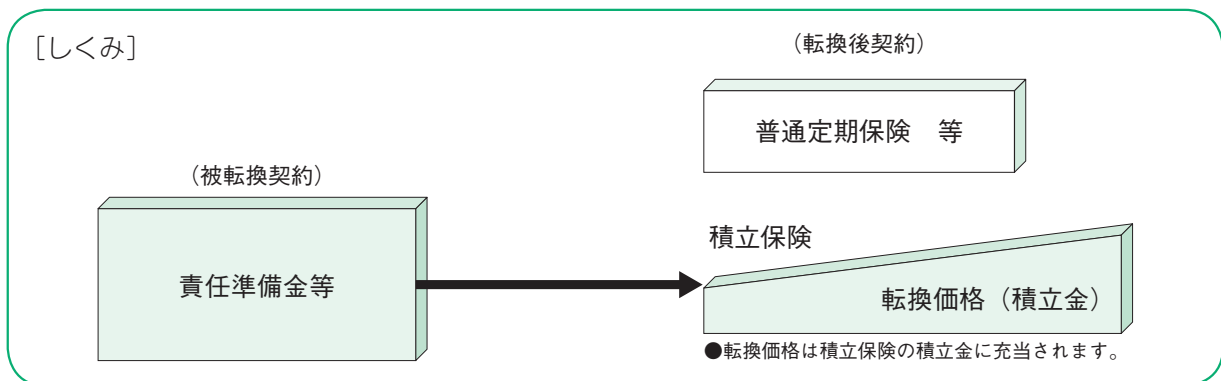 [しくみ]
（転換後契約）
普通定期保険　等
（被転換契約）
責任準備金等
積立保険
転換価格（積立金）
●転換価格は積立保険の積立金に充当されます。